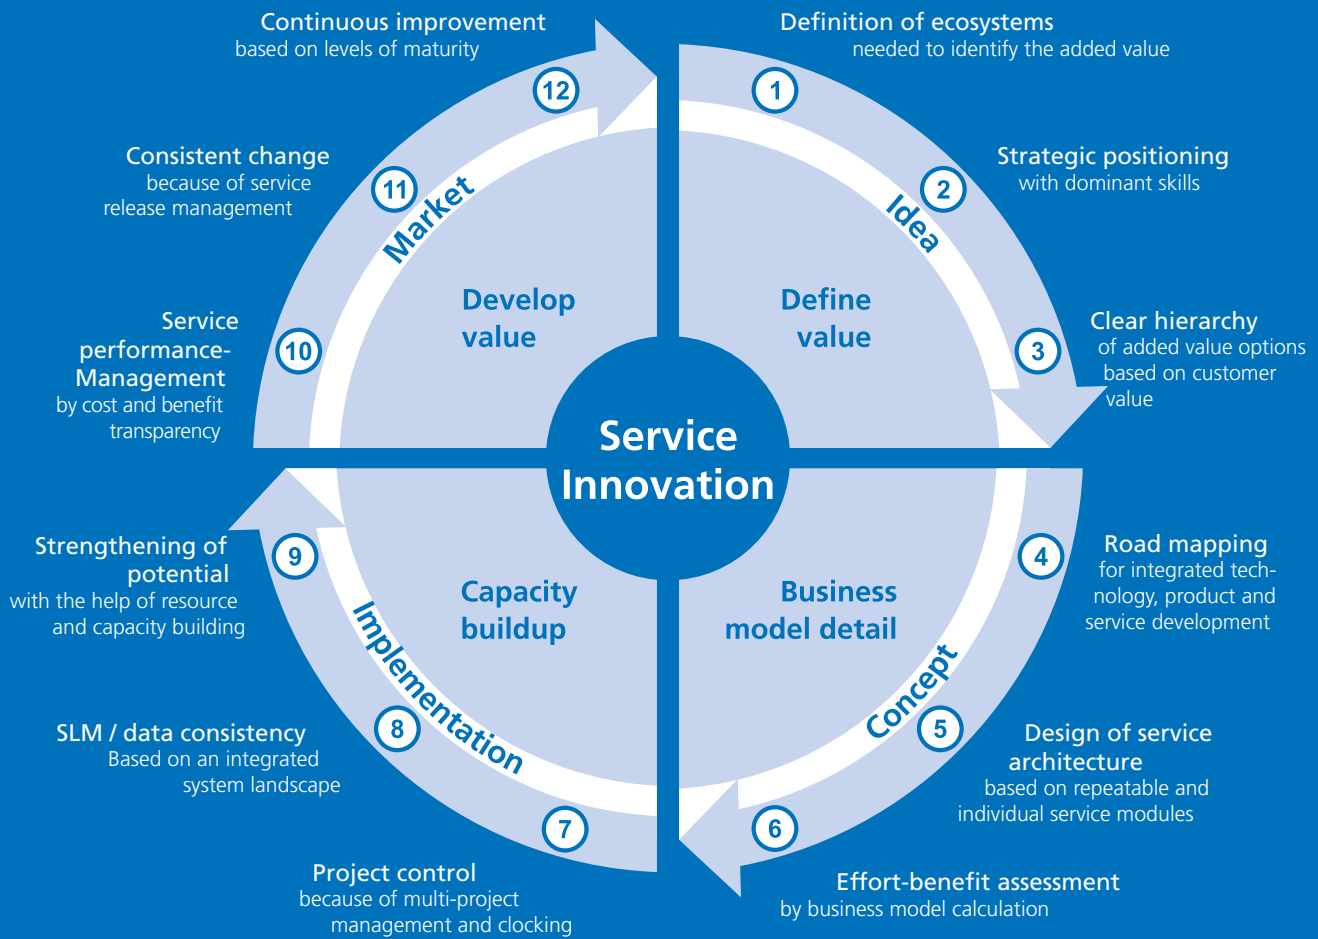 Service
Innovation
Idea
Define
value
1
Definition of ecosystems
needed to identify the added value
2
Strategic positioning
with dominant skills
3
Clear hierarchy
of added value options
based on customer
value
Concept
Business
model detail
4
Road mapping
for integrated tech-
nology, product and
service development
5
Design of service
architecture
based on repeatable and
individual service modules
6
Effort-benefit assessment
by business model calculation
Implementation
Capacity
buildup
7
Project control
because of multi-project
management and clocking
8
SLM / data consistency
Based on an integrated
system landscape
9
Strengthening of
potential
with the help of resource
and capacity building
Market
Develop
value
10
Service
performance-
Management
by cost and benefit
transparency
11
Consistent change
because of service
release management
12
Continuous improvement
based on levels of maturity